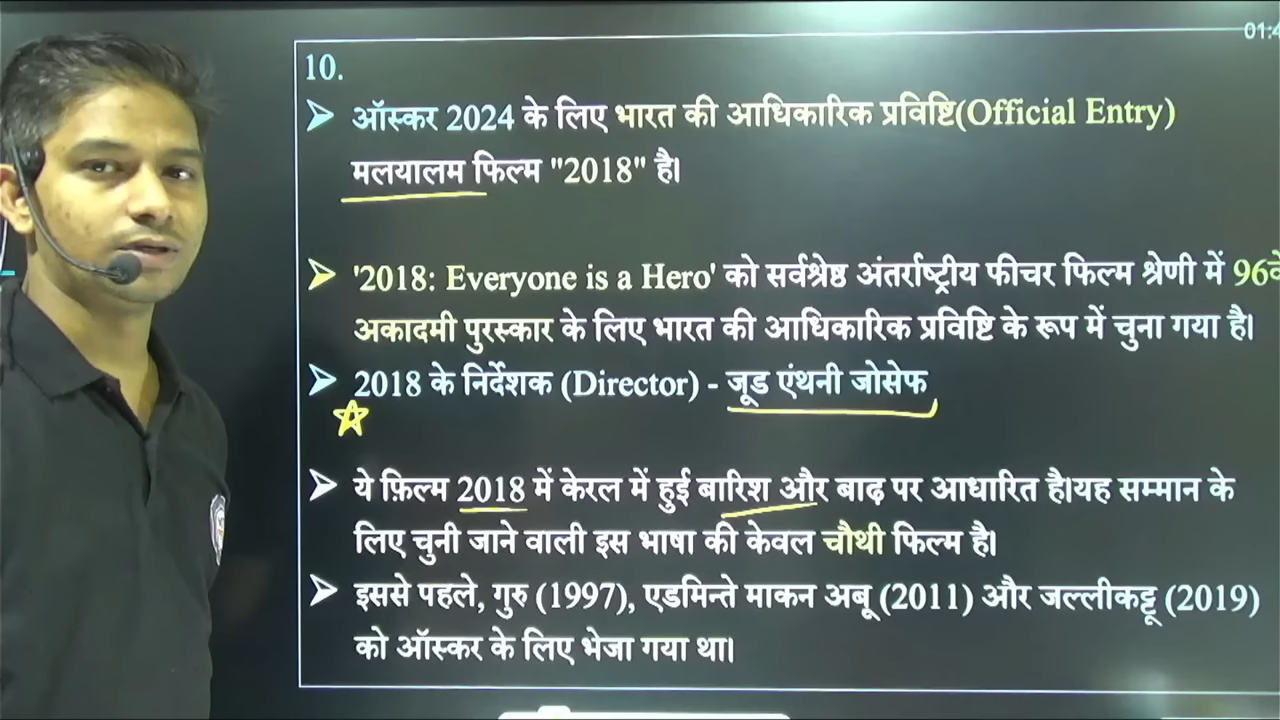 01:4
10.
➤ ऑस्कर 2024 के लिए भारत की आधिकारिक प्रविष्टि(Official Entry)
मलयालम फिल्म "2018" है।
➤ '2018: Everyone is a Hero' को सर्वश्रेष्ठ अंतर्राष्ट्रीय फीचर फिल्म श्रेणी में 96वे
अकादमी पुरस्कार के लिए भारत की आधिकारिक प्रविष्टि के रूप में चुना गया है।
➤ 2018 के निर्देशक (Director) - जूड एंथनी जोसेफ
➤ ये फ़िल्म 2018 में केरल में हुई बारिश और बाढ़ पर आधारित है।यह सम्मान के
लिए चुनी जाने वाली इस भाषा की केवल चौथी फिल्म है।
➤ इससे पहले, गुरु (1997), एडमिन्ते माकन अबू (2011) और जल्लीकट्टू (2019)
को ऑस्कर के लिए भेजा गया था।